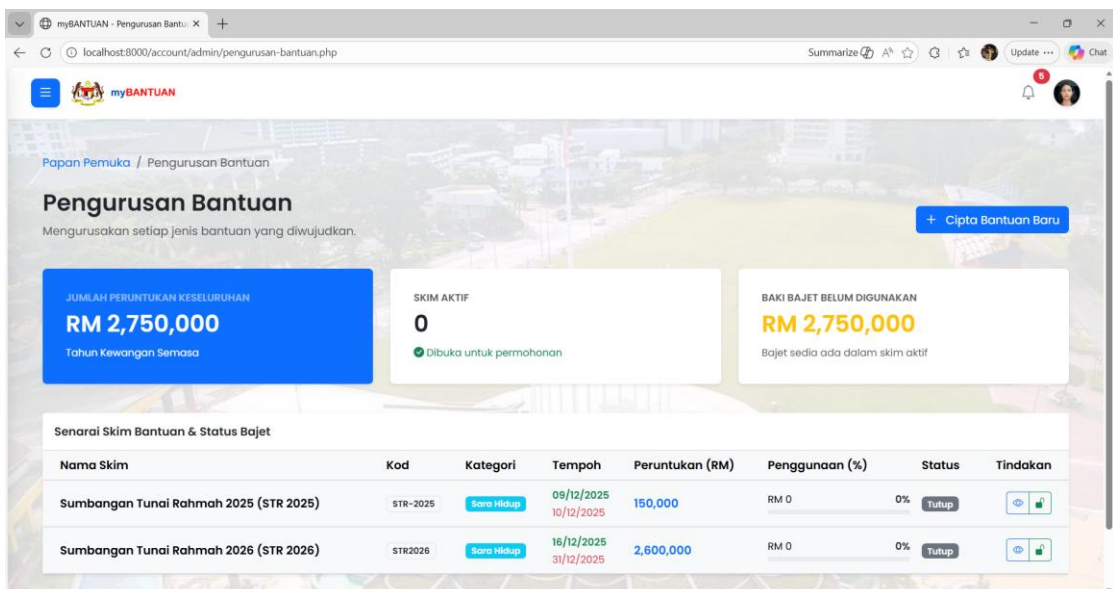 myBANTUAN - Pengurusan Bantu
localhost:8000/account/admin/pengurusan-bantuan.php
Summarize
Update
Chat
myBANTUAN
5
Papan Pemuka / Pengurusan Bantuan
Pengurusan Bantuan
Mengurusakan setiap jenis bantuan yang diwujudkan.
+ Cipta Bantuan Baru
JUMLAH PERUNTUKAN KESELURUHAN
RM 2,750,000
Tahun Kewangan Semasa
SKIM AKTIF
0
Dibuka untuk permohonan
BAKI BAJET BELUM DIGUNAKAN
RM 2,750,000
Bajet sedia ada dalam skim aktif
Senarai Skim Bantuan & Status Bajet
Nama Skim Kod Kategori Tempoh Peruntukan (RM) Penggunaan (%) Status Tindakan
Sumbangan Tunai Rahmah 2025 (STR 2025) STR-2025 Sara Hidup 09/12/2025 150,000 RM 0 0% Tutup
10/12/2025
Sumbangan Tunai Rahmah 2026 (STR 2026) STR2026 Sara Hidup 16/12/2025 2,600,000 RM 0 0% Tutup
31/12/2025